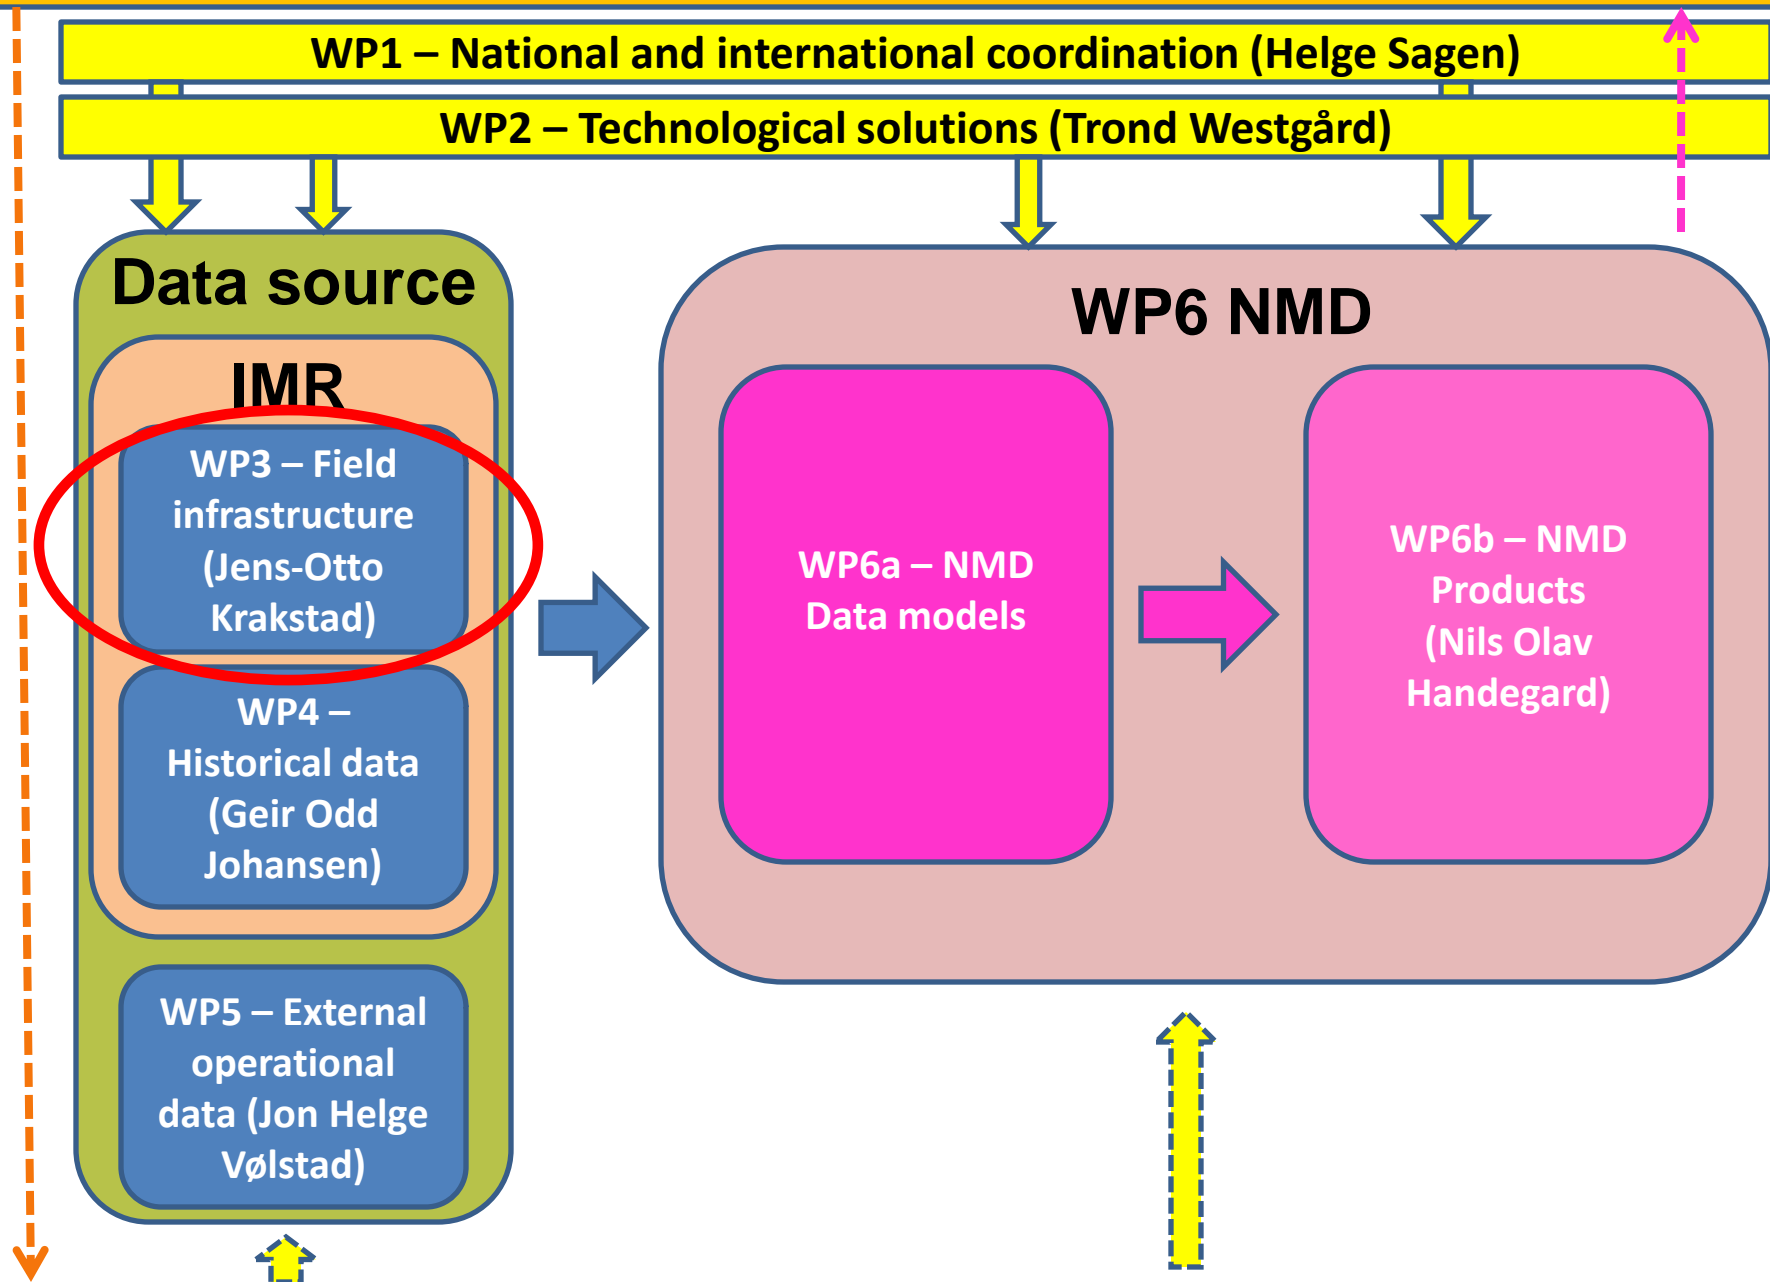 WP1 – National and international coordination (Helge Sagen)
WP2 – Technological solutions (Trond Westgård)
Data source
IMR
WP3 – Field
infrastructure
(Jens-Otto
Krakstad)
WP4 –
Historical data
(Geir Odd
Johansen)
WP5 – External
operational
data (Jon Helge
Vølstad)
WP6 NMD
WP6a – NMD
Data models
WP6b – NMD
Products
(Nils Olav
Handegard)